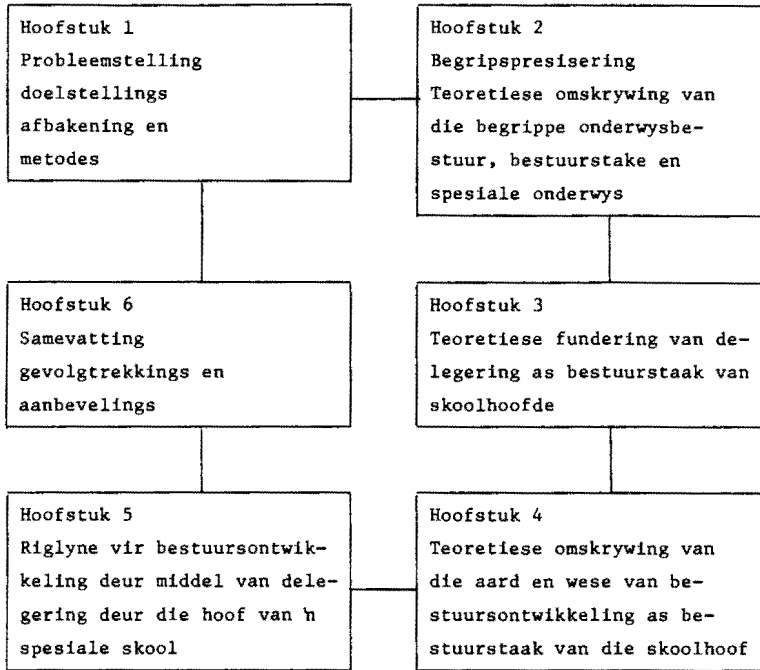 Hoofstuk 1
Probleemstelling
doelstellings
afbakening en
metodes
Hoofstuk 2
Begripspresisering
Teoretiese omskrywing van
die begrippe onderwysbe-
stuur, bestuurstake en
spesiale onderwys
Hoofstuk 6
Samevatting
gevolgtrekkings en
aanbevelings
Hoofstuk 3
Teoretiese fundering van de-
legering as bestuurstaak van
skoolhoofde
Hoofstuk 5
Riglyne vir bestuursontwik-
keling deur middel van dele-
gering deur die hoof van 'n
spesiale skool
Hoofstuk 4
Teoretiese omskrywing van
die aard en wese van be-
stuursontwikkeling as be-
stuurstaak van die skoolhoof